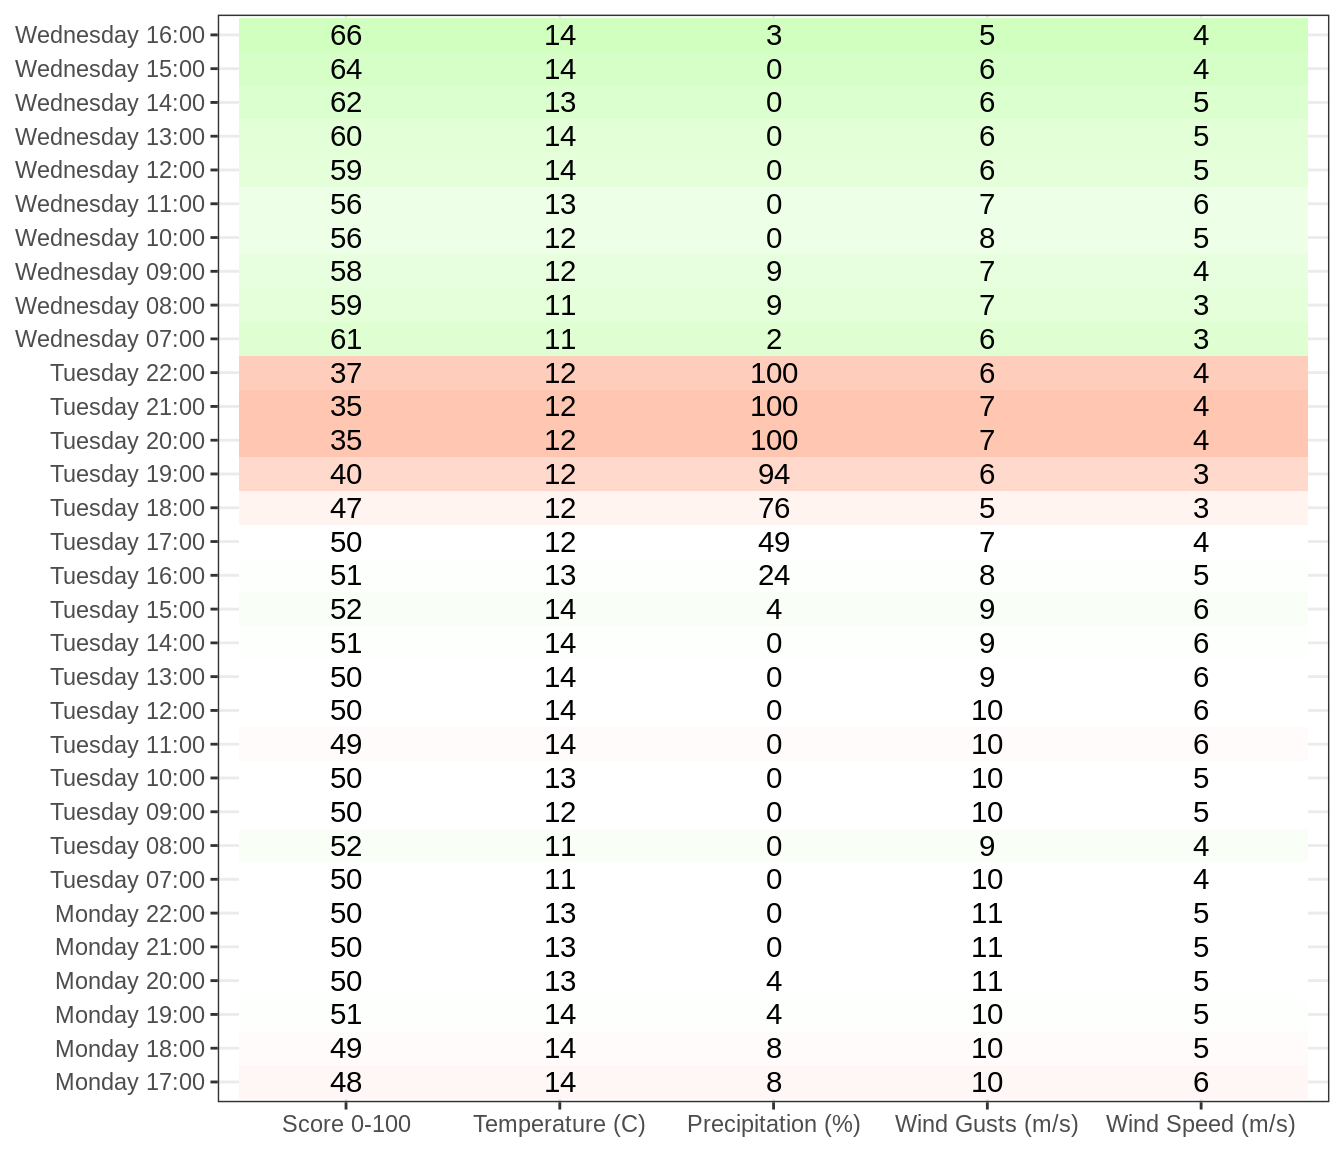 Wednesday 16:00 66 14 3 5 4
Wednesday 15:00 64 14 0 6 4
Wednesday 14:00 62 13 0 6 5
Wednesday 13:00 60 14 0 6 5
Wednesday 12:00 59 14 0 6 5
Wednesday 11:00 56 13 0 7 6
Wednesday 10:00 56 12 0 8 5
Wednesday 09:00 58 12 9 7 4
Wednesday 08:00 59 11 9 7 3
Wednesday 07:00 61 11 2 6 3
Tuesday 22:00 37 12 100 6 4
Tuesday 21:00 35 12 100 7 4
Tuesday 20:00 35 12 100 7 4
Tuesday 19:00 40 12 94 6 3
Tuesday 18:00 47 12 76 5 3
Tuesday 17:00 50 12 49 7 4
Tuesday 16:00 51 13 24 8 5
Tuesday 15:00 52 14 4 9 6
Tuesday 14:00 51 14 0 9 6
Tuesday 13:00 50 14 0 9 6
Tuesday 12:00 50 14 0 10 6
Tuesday 11:00 49 14 0 10 6
Tuesday 10:00 50 13 0 10 5
Tuesday 09:00 50 12 0 10 5
Tuesday 08:00 52 11 0 9 4
Tuesday 07:00 50 11 0 10 4
Monday 22:00 50 13 0 11 5
Monday 21:00 50 13 0 11 5
Monday 20:00 50 13 4 11 5
Monday 19:00 51 14 4 10 5
Monday 18:00 49 14 8 10 5
Monday 17:00 48 14 8 10 6
Score 0-100 Temperature (C) Precipitation (%) Wind Gusts (m/s) Wind Speed (m/s)